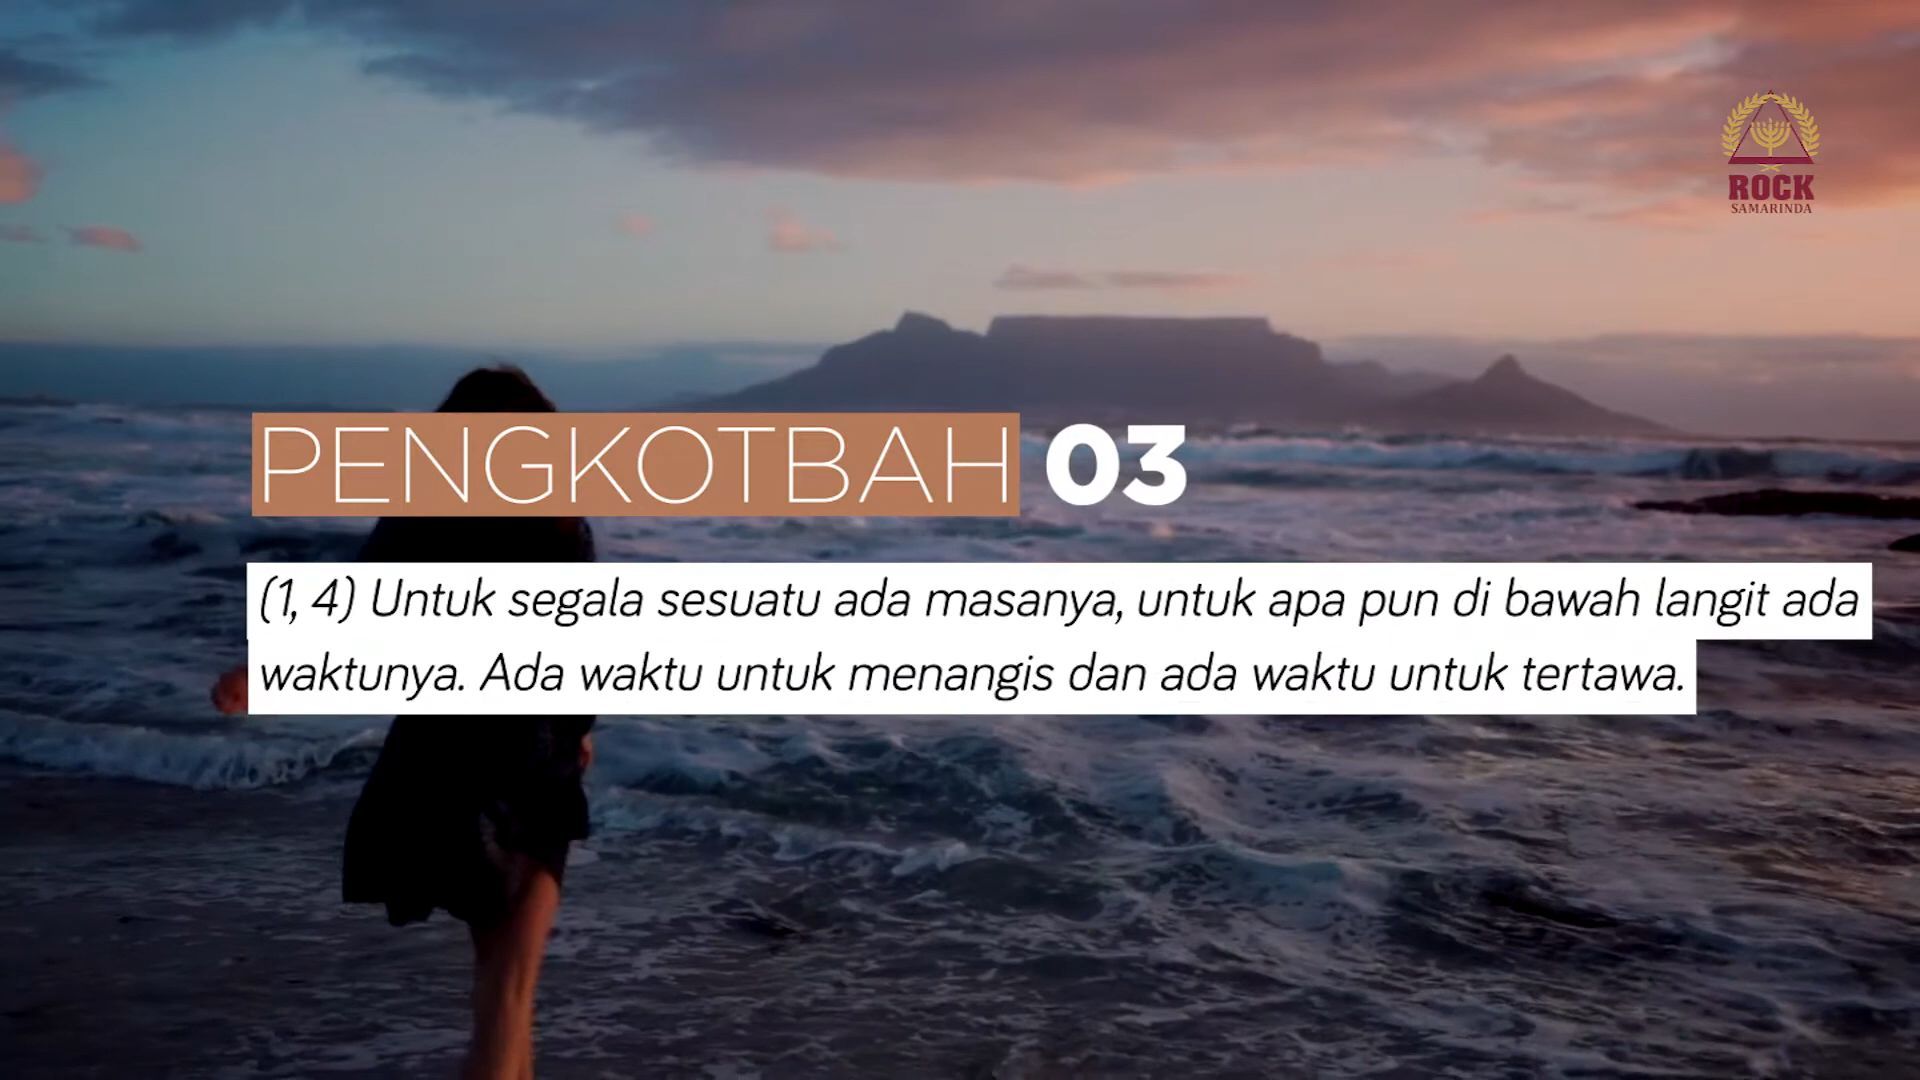 ROCK
SAMARINDA
PENGKOTBAH 03
(1, 4) Untuk segala sesuatu ada masanya, untuk apa pun di bawah langit ada
waktunya. Ada waktu untuk menangis dan ada waktu untuk tertawa.